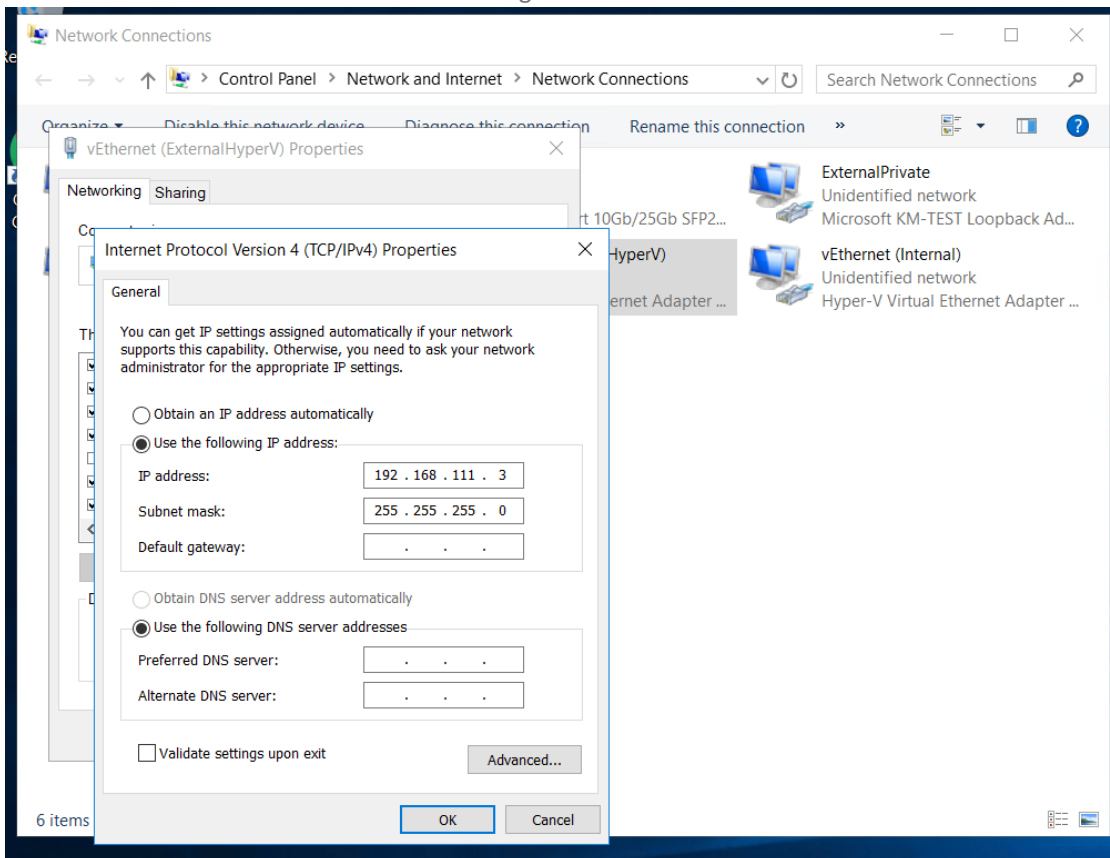 Network Connections
Control Panel > Network and Internet > Network Connections
Search Network Connections
Organize Disable this network device Diagnose this connection Rename this connection »
vEthernet (ExternalHyperV) Properties
Networking Sharing
ExternalPrivate
Unidentified network
rt 10Gb/25Gb SFP2... Microsoft KM-TEST Loopback Ad...
HyperV) vEthernet (Internal)
Unidentified network
ernet Adapter ... Hyper-V Virtual Ethernet Adapter ...
Internet Protocol Version 4 (TCP/IPv4) Properties
General
You can get IP settings assigned automatically if your network
supports this capability. Otherwise, you need to ask your network
administrator for the appropriate IP settings.
Obtain an IP address automatically
Use the following IP address:
IP address: 192 . 168 . 111 . 3
Subnet mask: 255 . 255 . 255 . 0
Default gateway: . . .
Obtain DNS server address automatically
Use the following DNS server addresses
Preferred DNS server: . . .
Alternate DNS server: . . .
Validate settings upon exit
Advanced...
OK Cancel
6 items